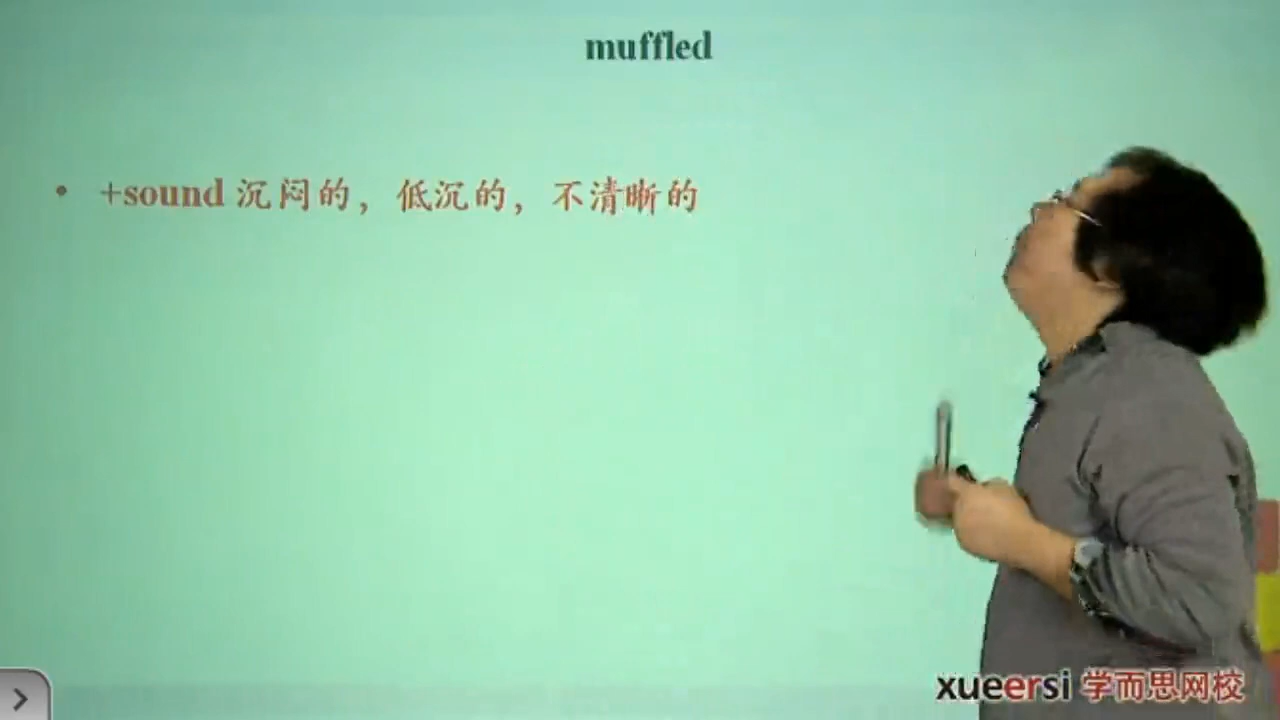 muffled
• +sound 沉闷的，低沉的，不清晰的
xueersi 学而思网校